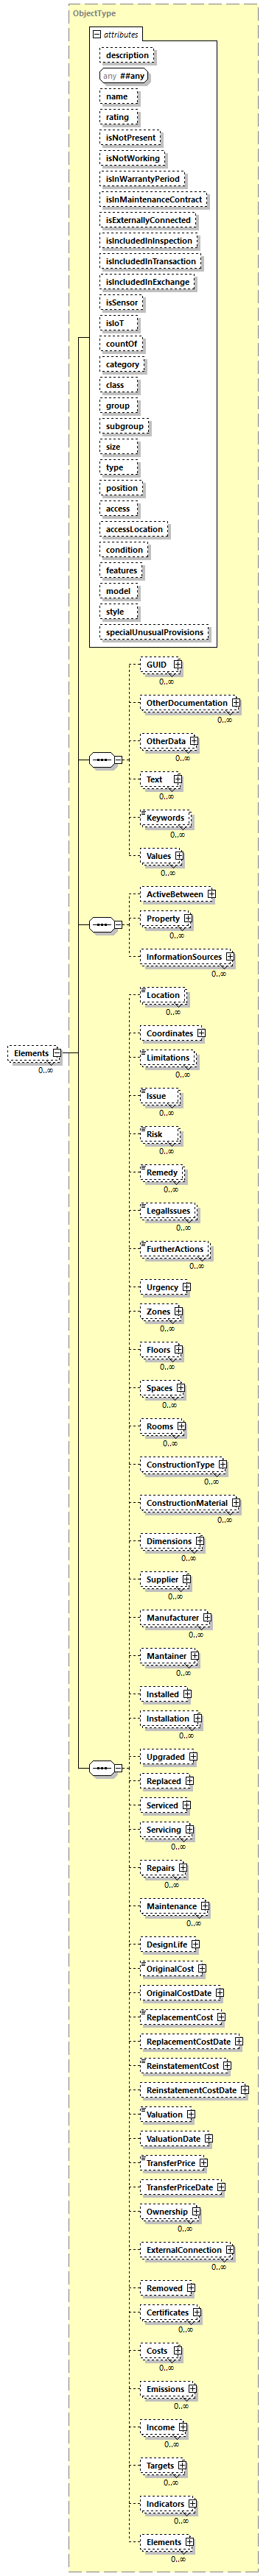 ObjectType
attributes
description
any ##any
name
rating
isNotPresent
isNotWorking
isInWarrantyPeriod
isInMaintenanceContract
isExternallyConnected
isIncludedInInspection
isIncludedInTransaction
isIncludedInExchange
isSensor
isIoT
countOf
category
class
group
subgroup
size
type
position
access
accessLocation
condition
features
model
style
specialUnusualProvisions
GUID
0..∞
OtherDocumentation
0..∞
OtherData
0..∞
Text
0..∞
Keywords
0..∞
Values
0..∞
ActiveBetween
Property
0..∞
InformationSources
0..∞
Elements
0..∞
Location
0..∞
Coordinates
Limitations
0..∞
Issue
0..∞
Risk
0..∞
Remedy
0..∞
LegalIssues
0..∞
FurtherActions
0..∞
Urgency
Zones
0..∞
Floors
0..∞
Spaces
0..∞
Rooms
0..∞
ConstructionType
0..∞
ConstructionMaterial
0..∞
Dimensions
0..∞
Supplier
0..∞
Manufacturer
0..∞
Mantainer
0..∞
Installed
Installation
0..∞
Upgraded
Replaced
Serviced
Servicing
0..∞
Repairs
0..∞
Maintenance
0..∞
DesignLife
OriginalCost
OriginalCostDate
ReplacementCost
ReplacementCostDate
ReinstatementCost
ReinstatementCostDate
Valuation
ValuationDate
TransferPrice
TransferPriceDate
Ownership
0..∞
ExternalConnection
0..∞
Removed
Certificates
0..∞
Costs
0..∞
Emissions
0..∞
Income
0..∞
Targets
0..∞
Indicators
0..∞
Elements
0..∞